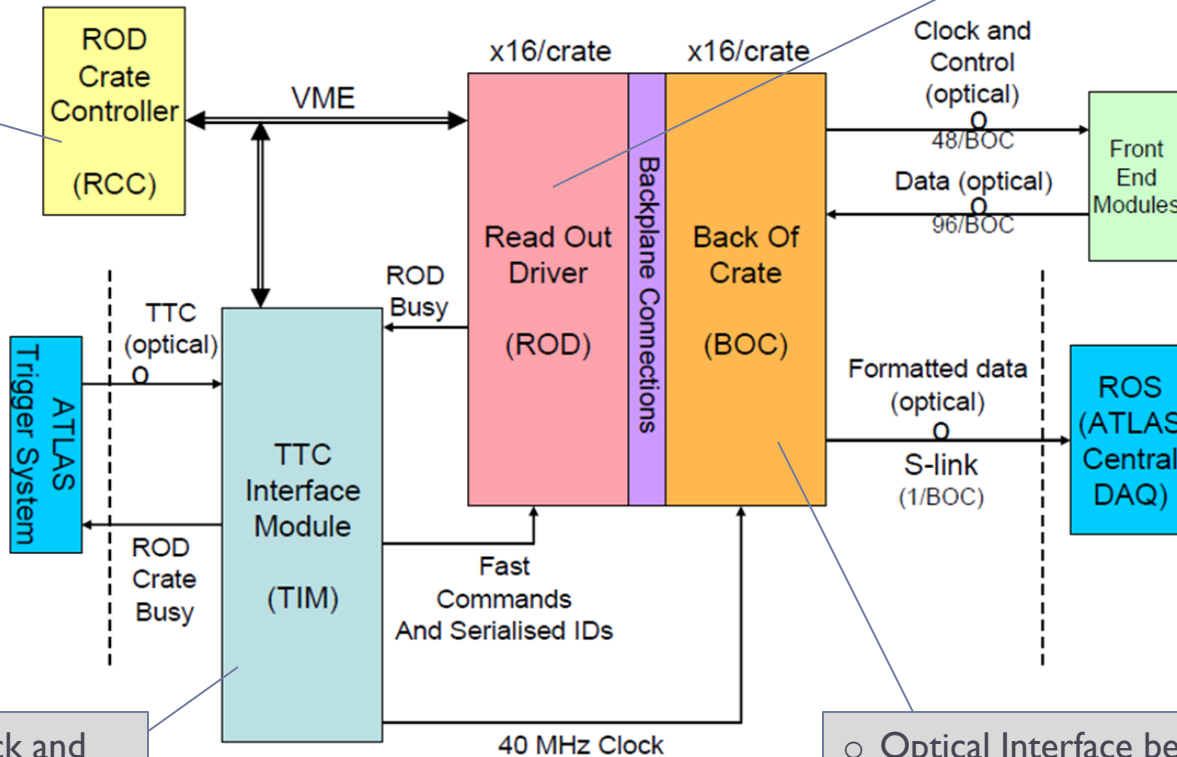 ROD
Crate
Controller
(RCC)
VME
x16/crate
x16/crate
Read Out
Driver
(ROD)
Backplane Connections
Back Of
Crate
(BOC)
Clock and
Control
(optical)
48/BOC
Data (optical)
96/BOC
Front
End
Modules
ROD
Busy
TTC
(optical)
ATLAS
Trigger System
TTC
Interface
Module
(TIM)
ROD
Crate
Busy
Fast
Commands
And Serialised IDs
40 MHz Clock
Formatted data
(optical)
S-link
(1/BOC)
ROS
(ATLAS
Central
DAQ)
and
o Optical Interface